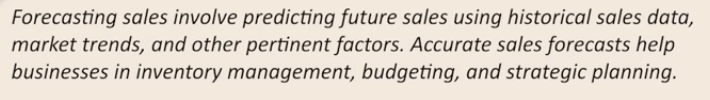 Forecasting sales involve predicting future sales using historical sales data,
market trends, and other pertinent factors. Accurate sales forecasts help
businesses in inventory management, budgeting, and strategic planning.